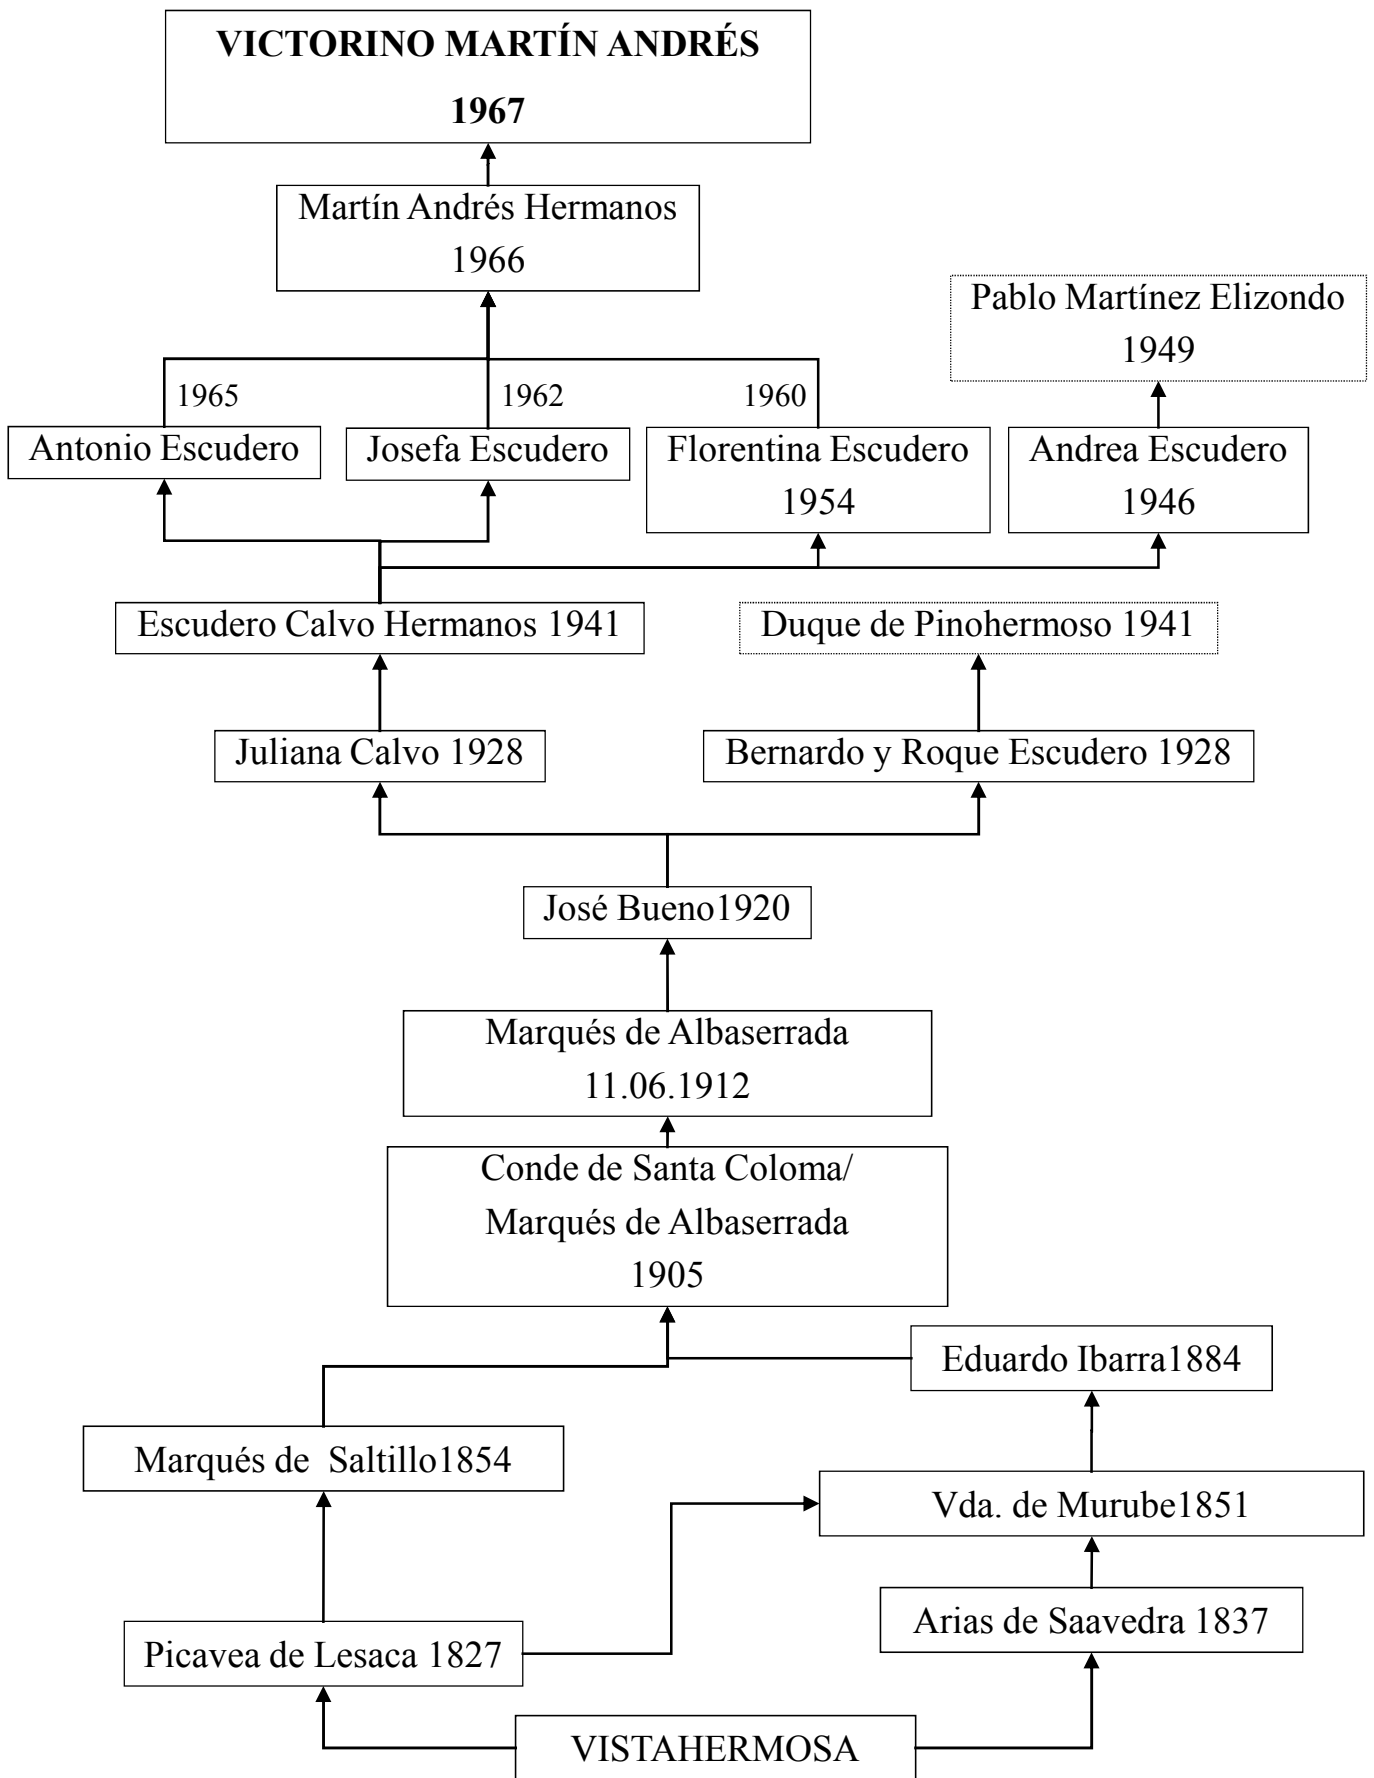 VICTORINO MARTÍN ANDRÉS
1967
Martín Andrés Hermanos
1966
Pablo Martínez Elizondo
1949
1965
1962
1960
Antonio Escudero
Josefa Escudero
Florentina Escudero
1954
Andrea Escudero
1946
Escudero Calvo Hermanos 1941
Duque de Pinohermoso 1941
Juliana Calvo 1928
Bernardo y Roque Escudero 1928
José Bueno1920
Marqués de Albaserrada
11.06.1912
Conde de Santa Coloma/
Marqués de Albaserrada
1905
Eduardo Ibarra1884
Marqués de  Saltillo1854
Vda. de Murube1851
Arias de Saavedra 1837
Picavea de Lesaca 1827
VISTAHERMOSA